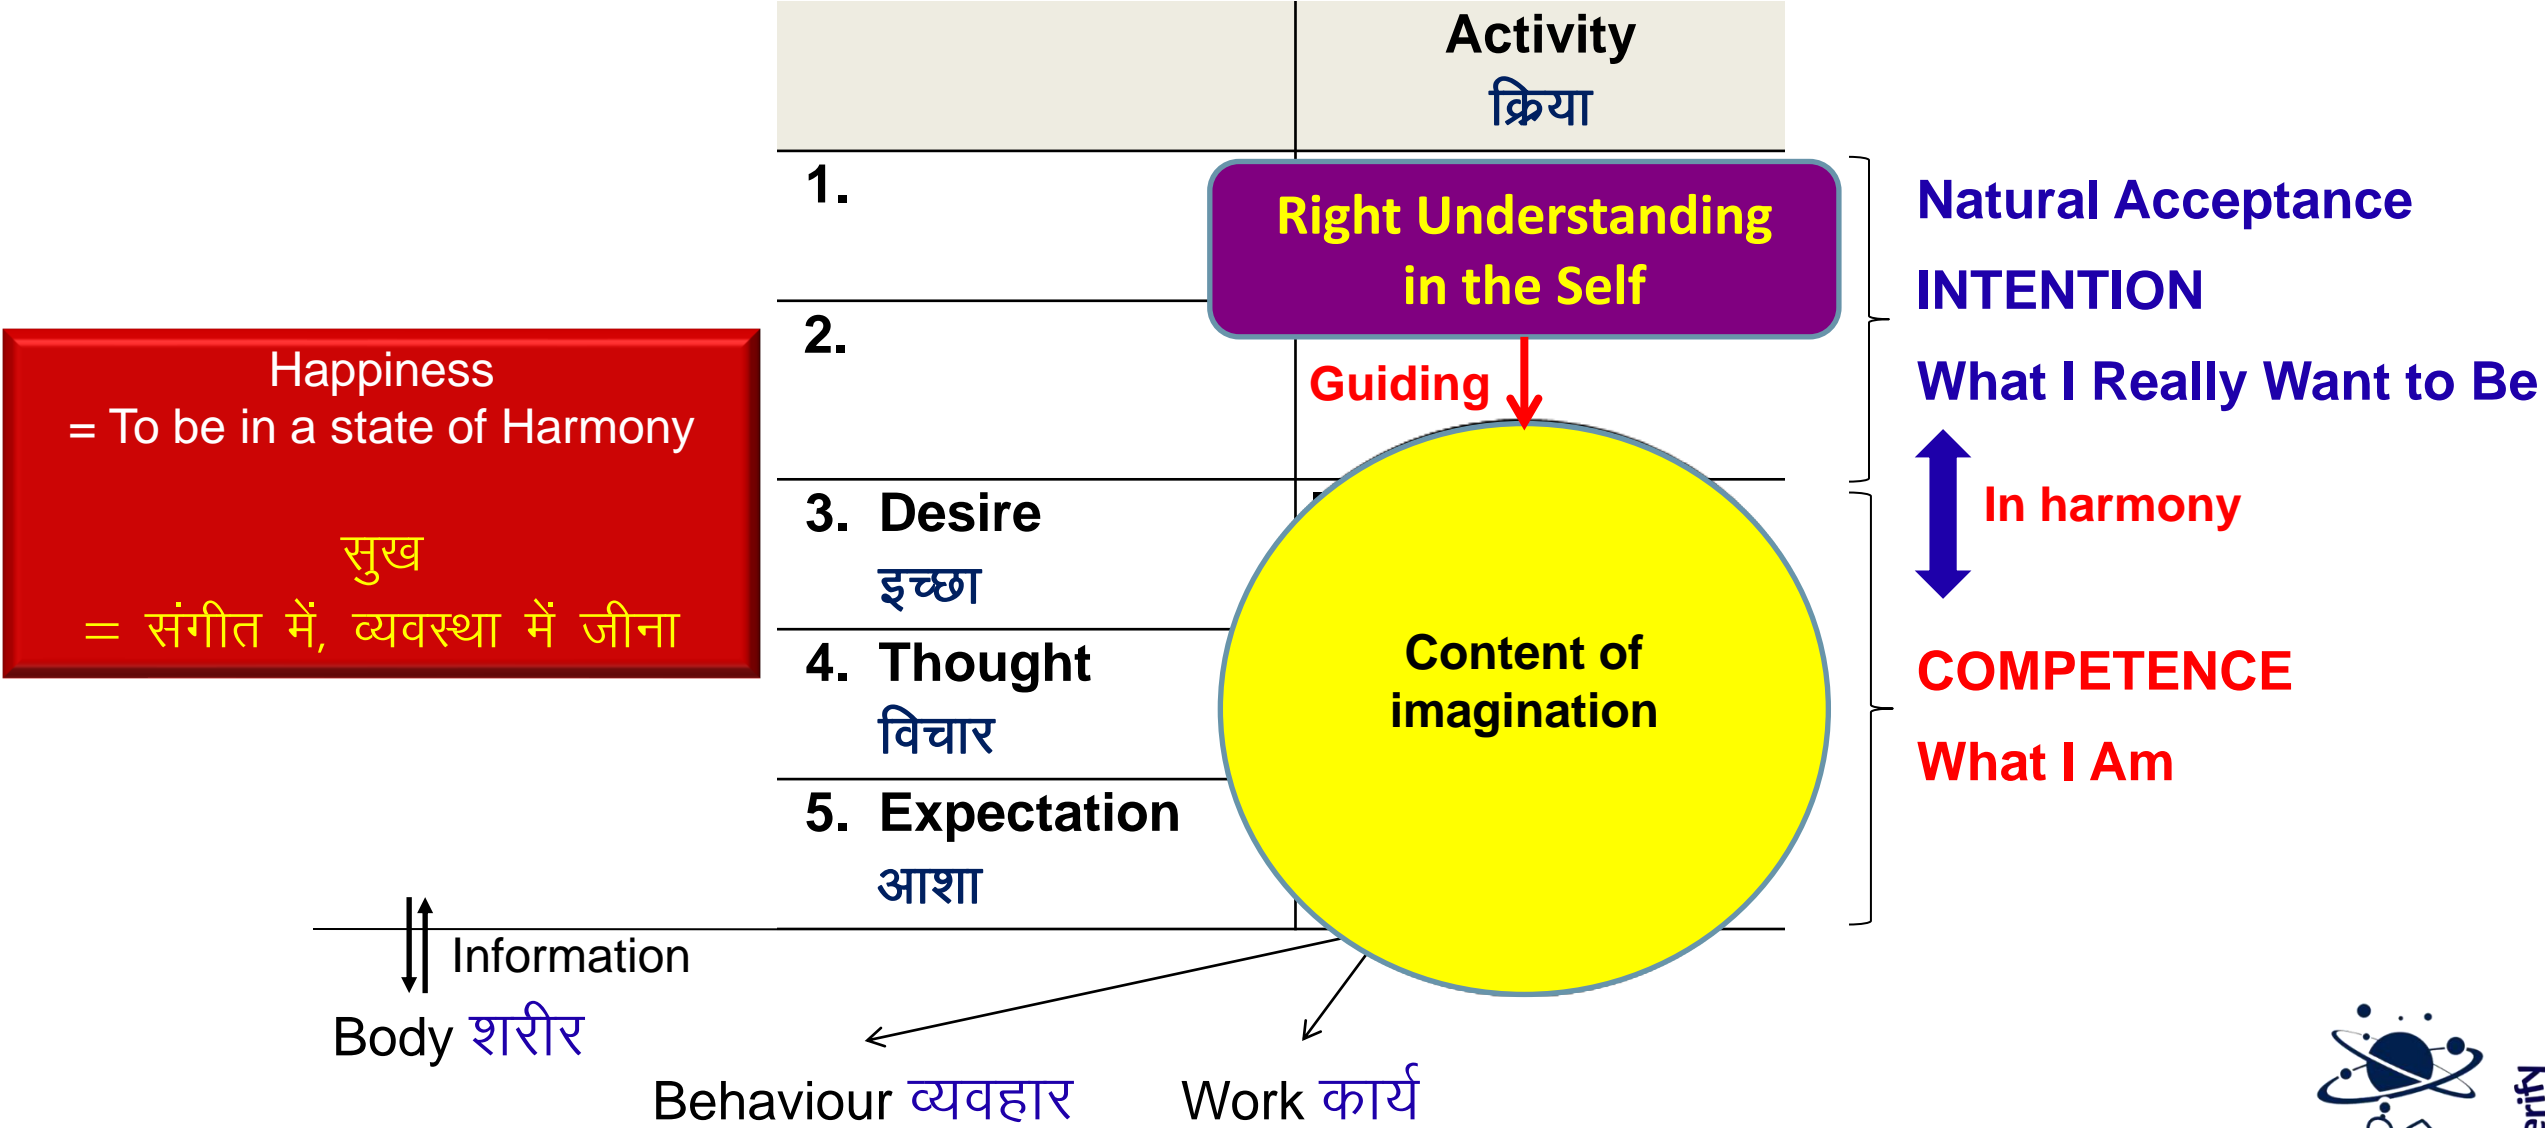 Activity
क्रिया
1.
Right Understanding
in the Self
2.
Guiding
3. Desire
इच्छा
4. Thought
विचार
5. Expectation
आशा
Content of
imagination
Happiness
= To be in a state of Harmony
सुख
= संगीत में, व्यवस्था में जीना
Natural Acceptance
INTENTION
What I Really Want to Be
In harmony
COMPETENCE
What I Am
Information
Body शरीर
Behaviour व्यवहार
Work कार्य